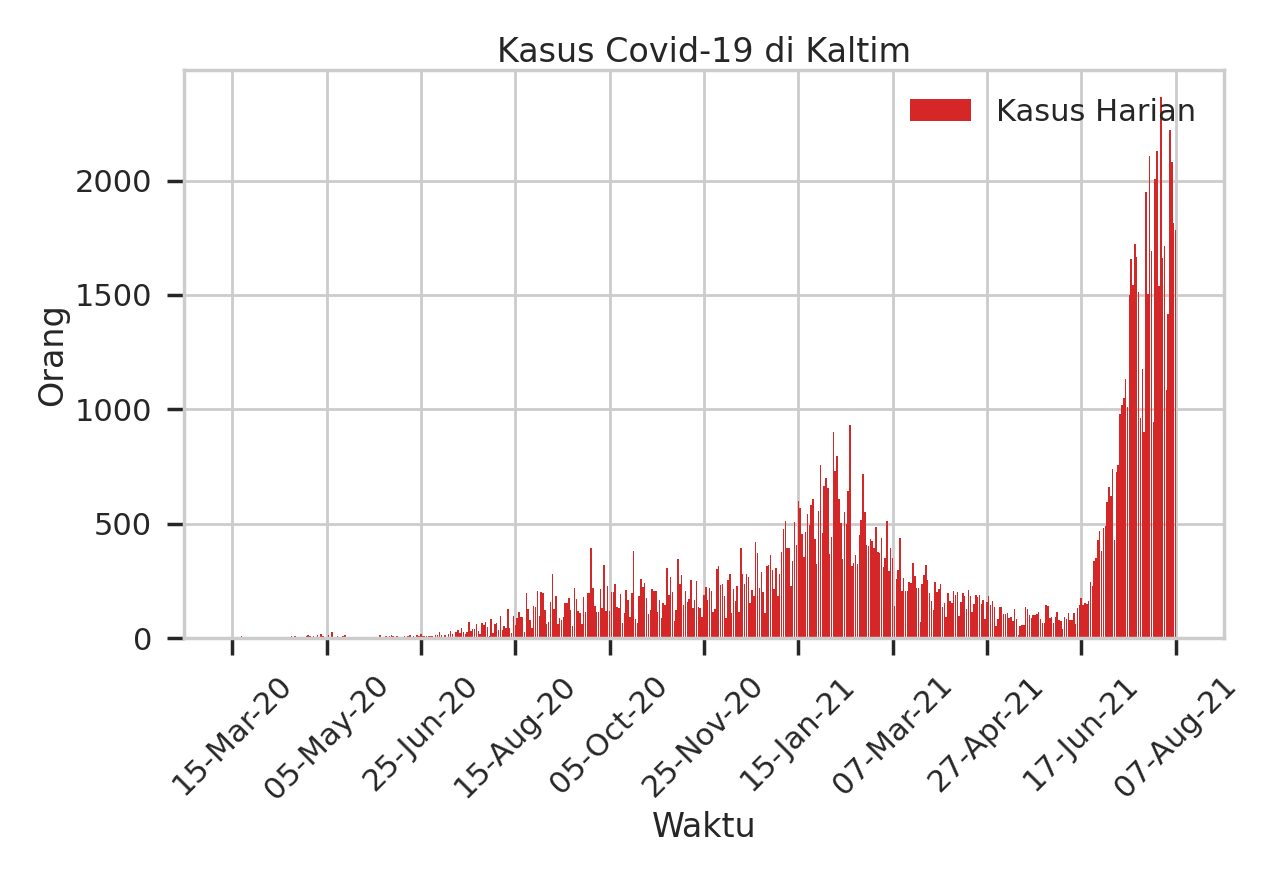 Kasus Covid-19 di Kaltim
Kasus Harian
Orang
2000
1500
1000
500
0
15-Mar-20
05-May-20
25-Jun-20
15-Aug-20
05-Oct-20
25-Nov-20
15-Jan-21
07-Mar-21
27-Apr-21
17-Jun-21
07-Aug-21
Waktu